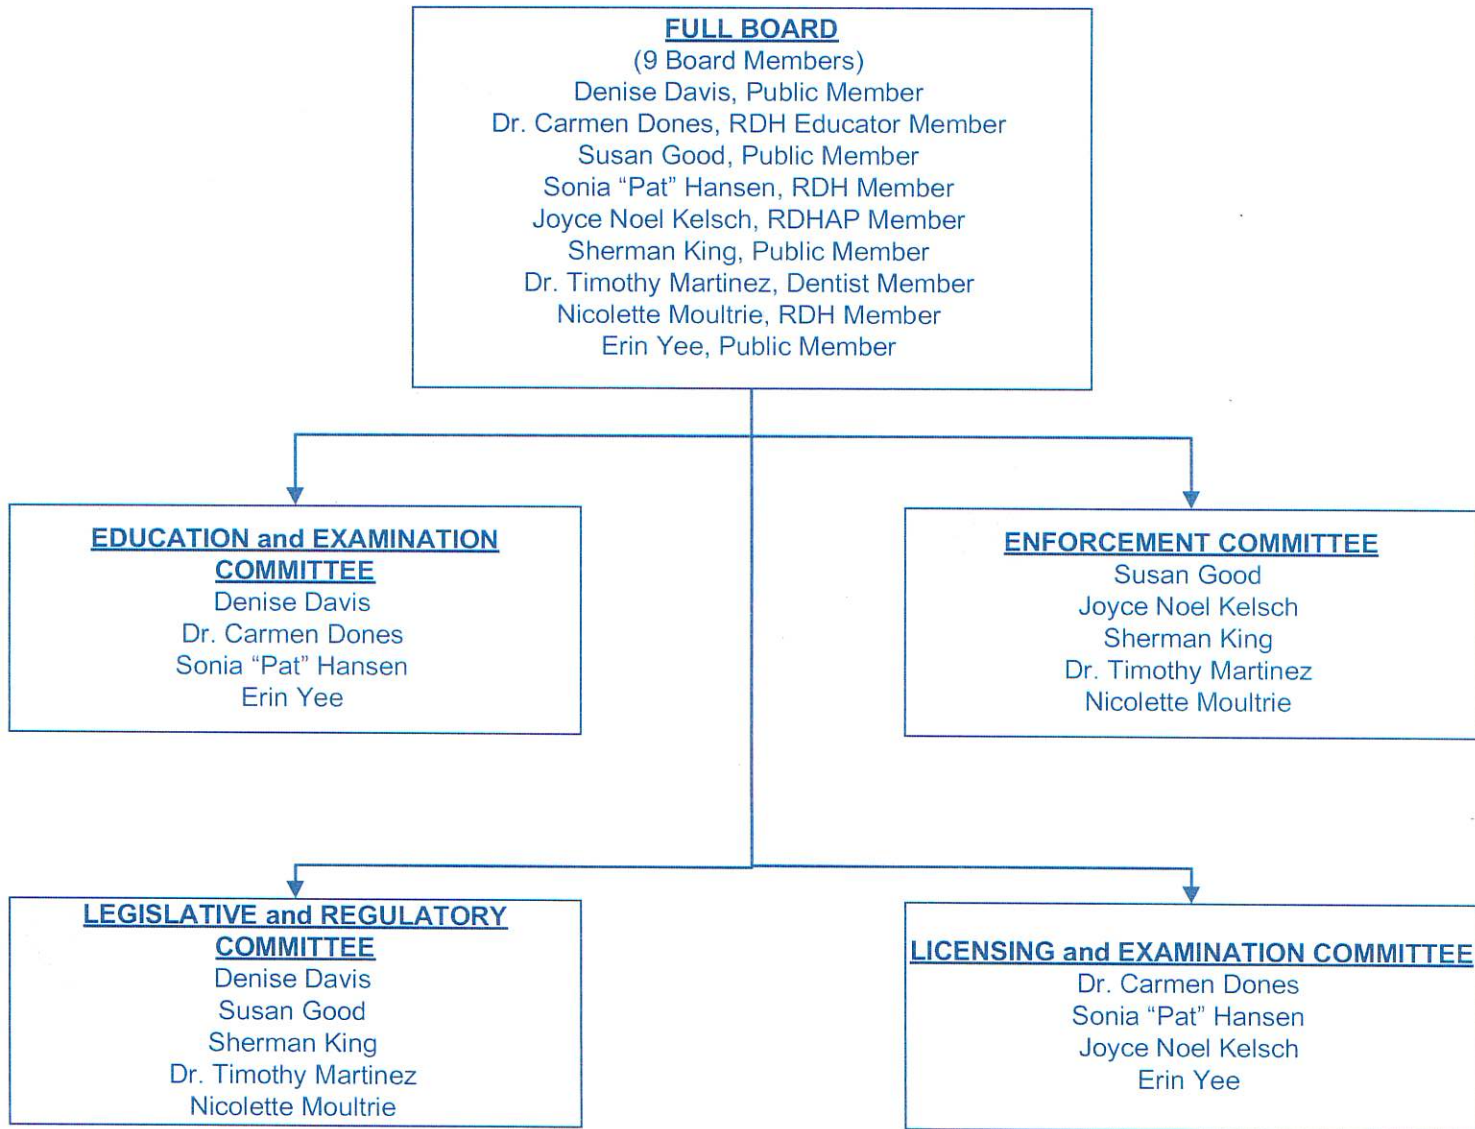 FULL BOARD
(9 Board Members)
Denise Davis, Public Member
Dr. Carmen Dones, RDH Educator Member
Susan Good, Public Member
Sonia “Pat” Hansen, RDH Member
Joyce Noel Kelsch, RDHAP Member
Sherman King, Public Member
Dr. Timothy Martinez, Dentist Member
Nicolette Moultrie, RDH Member
Erin Yee, Public Member
EDUCATION and EXAMINATION
COMMITTEE
Denise Davis
Dr. Carmen Dones
Sonia “Pat” Hansen
Erin Yee
ENFORCEMENT COMMITTEE
Susan Good
Joyce Noel Kelsch
Sherman King
Dr. Timothy Martinez
Nicolette Moultrie
LEGISLATIVE and REGULATORY
COMMITTEE
Denise Davis
Susan Good
Sherman King
Dr. Timothy Martinez
Nicolette Moultrie
LICENSING and EXAMINATION COMMITTEE
Dr. Carmen Dones
Sonia “Pat” Hansen
Joyce Noel Kelsch
Erin Yee